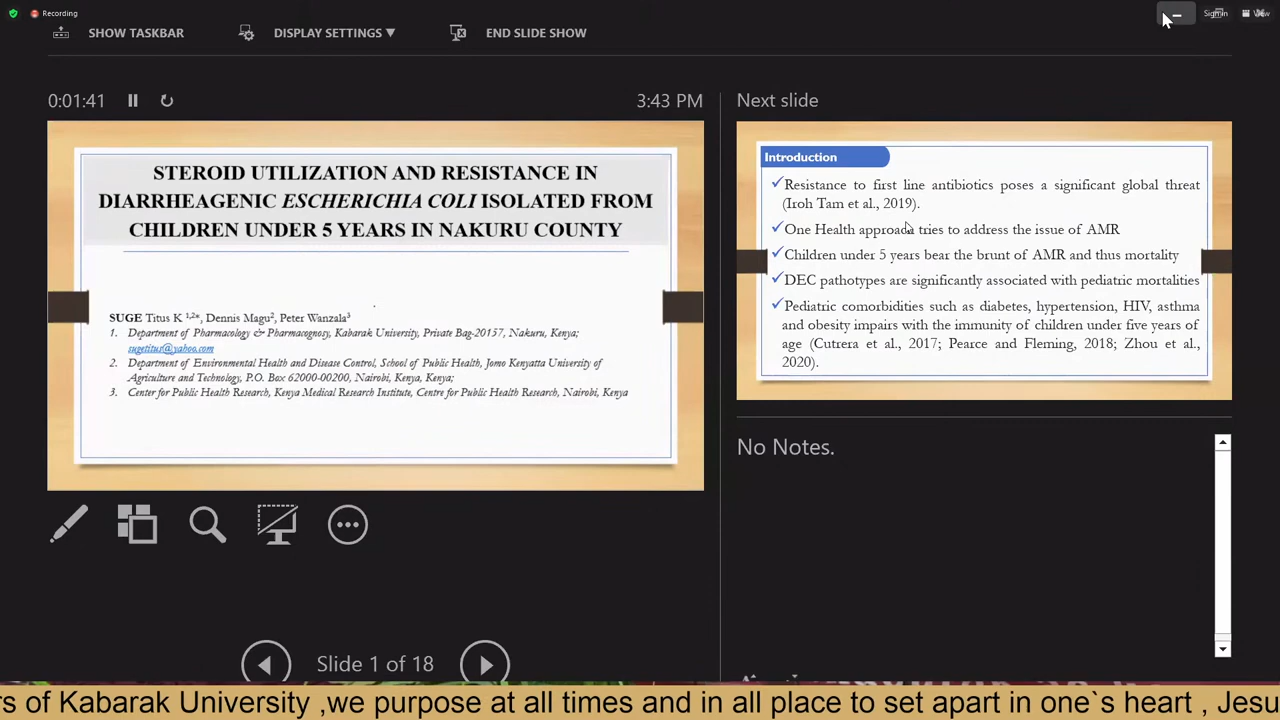 Recording
Sign in
View
SHOW TASKBAR
DISPLAY SETTINGS ▼
END SLIDE SHOW
0:01:41
3:43 PM
STEROID UTILIZATION AND RESISTANCE IN
DIARRHEAGENIC ESCHERICHIA COLI ISOLATED FROM
CHILDREN UNDER 5 YEARS IN NAKURU COUNTY
SUGE Titus K 1,2*, Dennis Magu2, Peter Wanzala3
1. Department of Pharmacology & Pharmacognosy, Kabarak University, Private Bag-20157, Nakuru, Kenya;
sugetitus@yahoo.com
2. Department of Environmental Health and Disease Control, School of Public Health, Jomo Kenyatta University of
Agriculture and Technology, P.O. Box 62000-00200, Nairobi, Kenya, Kenya;
3. Center for Public Health Research, Kenya Medical Research Institute, Centre for Public Health Research, Nairobi, Kenya
Slide 1 of 18
Next slide
Introduction
✓Resistance to first line antibiotics poses a significant global threat
(Iroh Tam et al., 2019).
✓One Health approach tries to address the issue of AMR
✓Children under 5 years bear the brunt of AMR and thus mortality
✓DEC pathotypes are significantly associated with pediatric mortalities
✓Pediatric comorbidities such as diabetes, hypertension, HIV, asthma
and obesity impairs with the immunity of children under five years of
age (Cutrera et al., 2017; Pearce and Fleming, 2018; Zhou et al.,
2020).
No Notes.
rs of Kabarak University ,we purpose at all times and in all place to set apart in one`s heart , Jesu